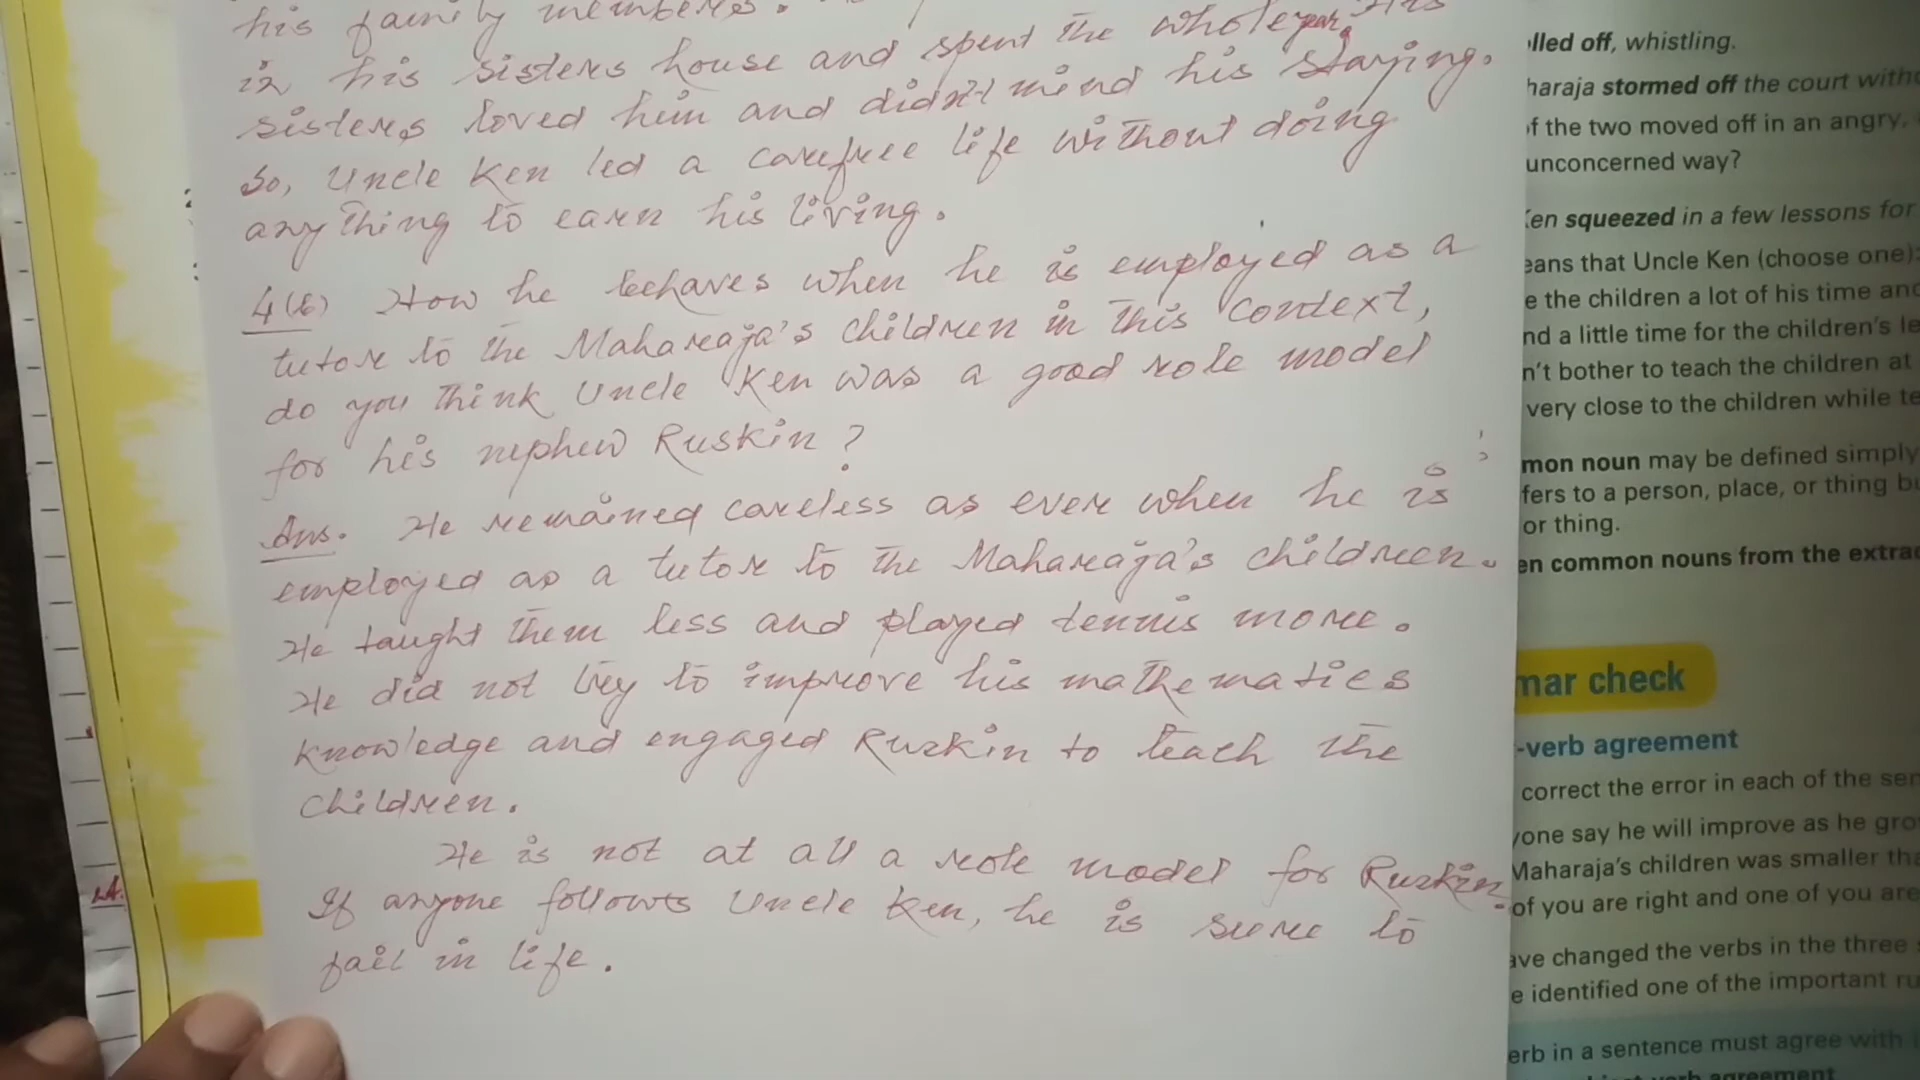 his family members.
in his sisters house and spent the whole year. His
sisters loved him and didn't mind his staying.
So, Uncle Ken led a carefree life without doing
anything to earn his living.
4(b) How he behaves when he is employed as a
tutor to the Maharaja's children in this context,
do you think Uncle Ken was a good role model
for his nephew Ruskin?
Ans. He remained careless as ever when he is
employed as a tutor to the Maharaja's children.
He taught them less and played tennis more.
He did not try to improve his mathematics
knowledge and engaged Ruskin to teach the
children.
He is not at all a role model for Ruskin.
If anyone follows Uncle Ken, he is sure to
fail in life.
lled off, whistling.
haraja stormed off the court with
of the two moved off in an angry,
unconcerned way?
Ken squeezed in a few lessons for
eans that Uncle Ken (choose one):
e the children a lot of his time and
nd a little time for the children's le
n't bother to teach the children at
very close to the children while te
mon noun may be defined simply
fers to a person, place, or thing bu
or thing.
en common nouns from the extrac
mar check
-verb agreement
correct the error in each of the sen
yone say he will improve as he gro
Maharaja's children was smaller tha
of you are right and one of you are
ave changed the verbs in the three
e identified one of the important ru
erb in a sentence must agree with
verb agreement